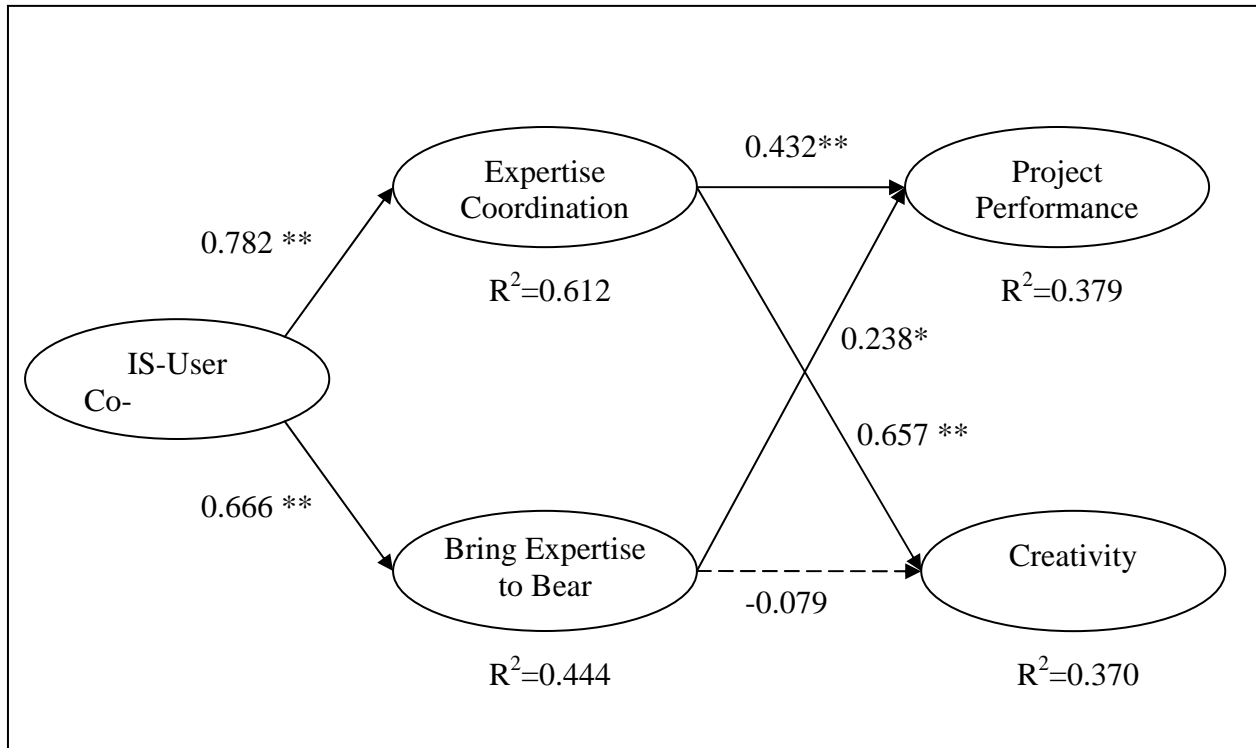 0.432**
Expertise
Coordination
Project
Performance
0.782 **
R²=0.612
R²=0.379
0.238*
IS-User
Co-
0.657 **
0.666 **
Bring Expertise
to Bear
Creativity
-0.079
R²=0.444
R²=0.370